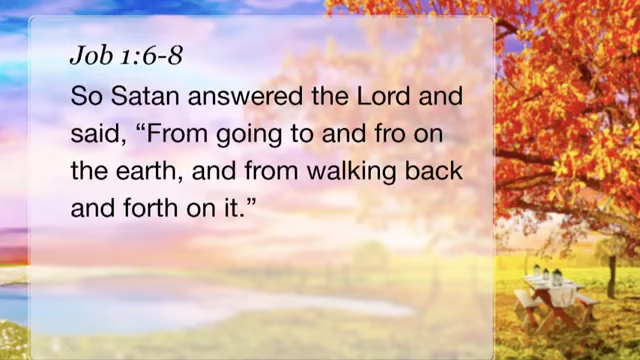 Job 1:6-8
So Satan answered the Lord and
said, “From going to and fro on
the earth, and from walking back
and forth on it.”